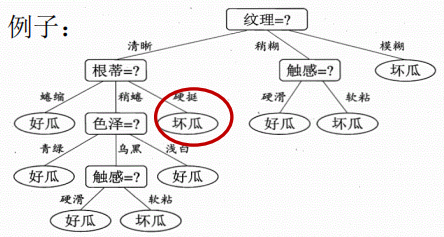 例子：
纹理=?
清晰 稍糊 模糊
根蒂=? 触感=? 坏瓜
蜷缩 稍蜷 硬挺 硬滑 软粘
好瓜 色泽=? 坏瓜 好瓜 坏瓜
青绿 乌黑 浅白
好瓜 触感=? 好瓜
硬滑 软粘
好瓜 坏瓜